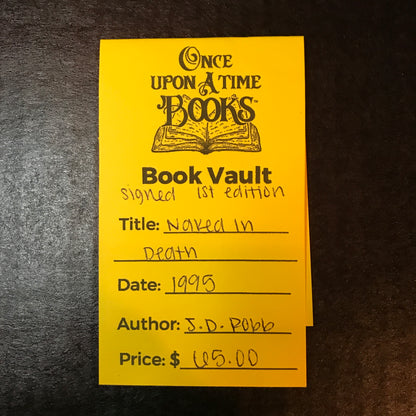 ONCE
UPON A TIME
BOOKS
Book Vault
signed 1st edition
Title: Naked In
Death
Date: 1995
Author: J.D. Robb
Price: $ 65.00